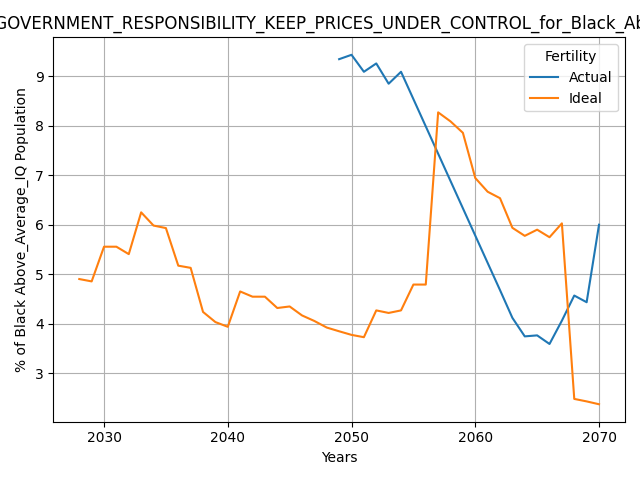 GOVERNMENT_RESPONSIBILITY_KEEP_PRICES_UNDER_CONTROL_for_Black_Ab
Fertility
Actual
Ideal
% of Black Above_Average_IQ Population
9
8
7
6
5
4
3
2030 2040 2050 2060 2070
Years